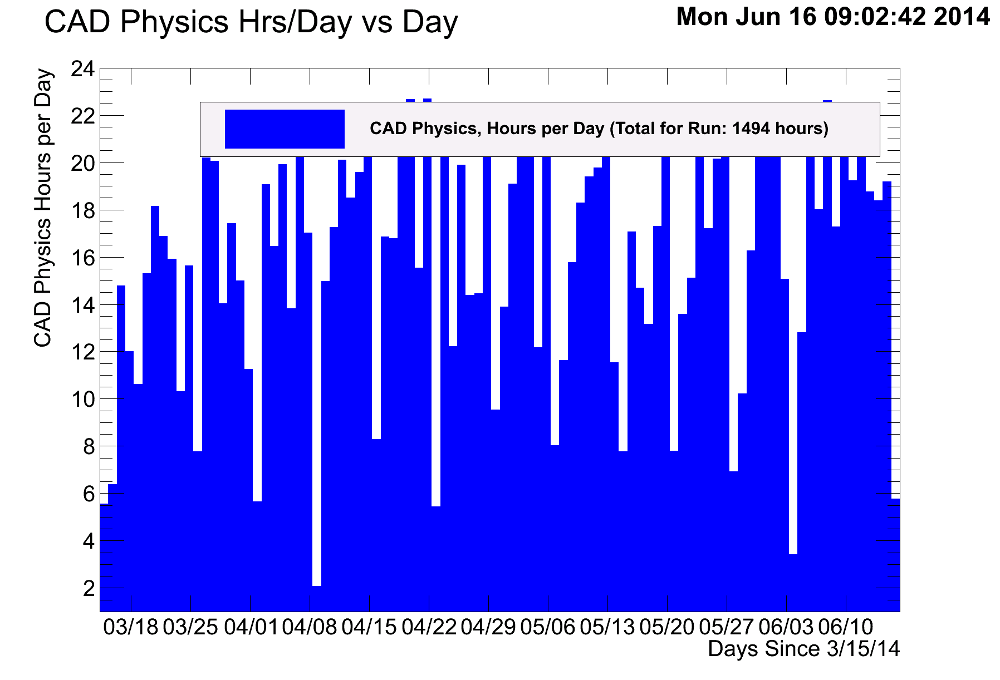 CAD Physics Hrs/Day vs Day
Mon Jun 16 09:02:42 2014
CAD Physics Hours per Day
24
22
20
18
16
14
12
10
8
6
4
2
CAD Physics, Hours per Day (Total for Run: 1494 hours)
03/18 03/25 04/01 04/08 04/15 04/22 04/29 05/06 05/13 05/20 05/27 06/03 06/10
Days Since 3/15/14